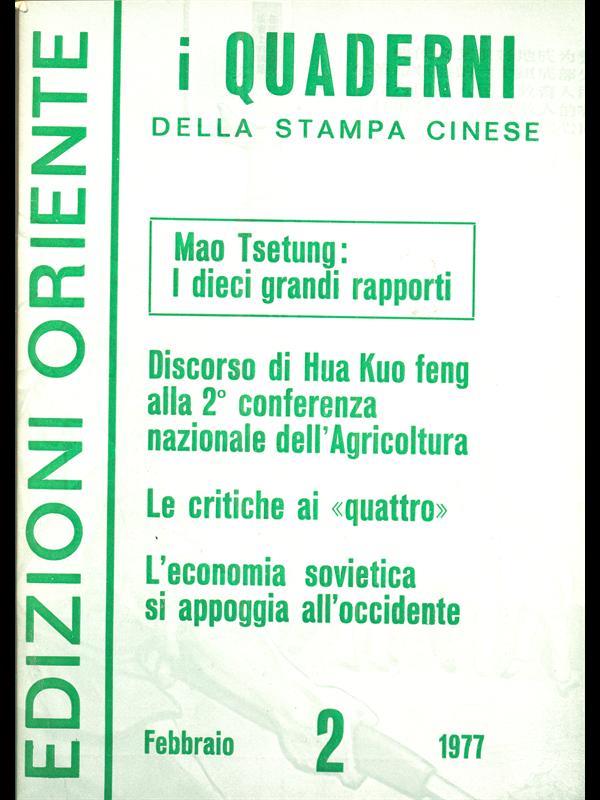 EDIZIONI ORIENTE
i QUADERNI
DELLA STAMPA CINESE
Mao Tsetung:
I dieci grandi rapporti
Discorso di Hua Kuo feng
alla 2° conferenza
nazionale dell'Agricoltura
Le critiche ai «quattro»
L'economia sovietica
si appoggia all'occidente
Febbraio 2 1977